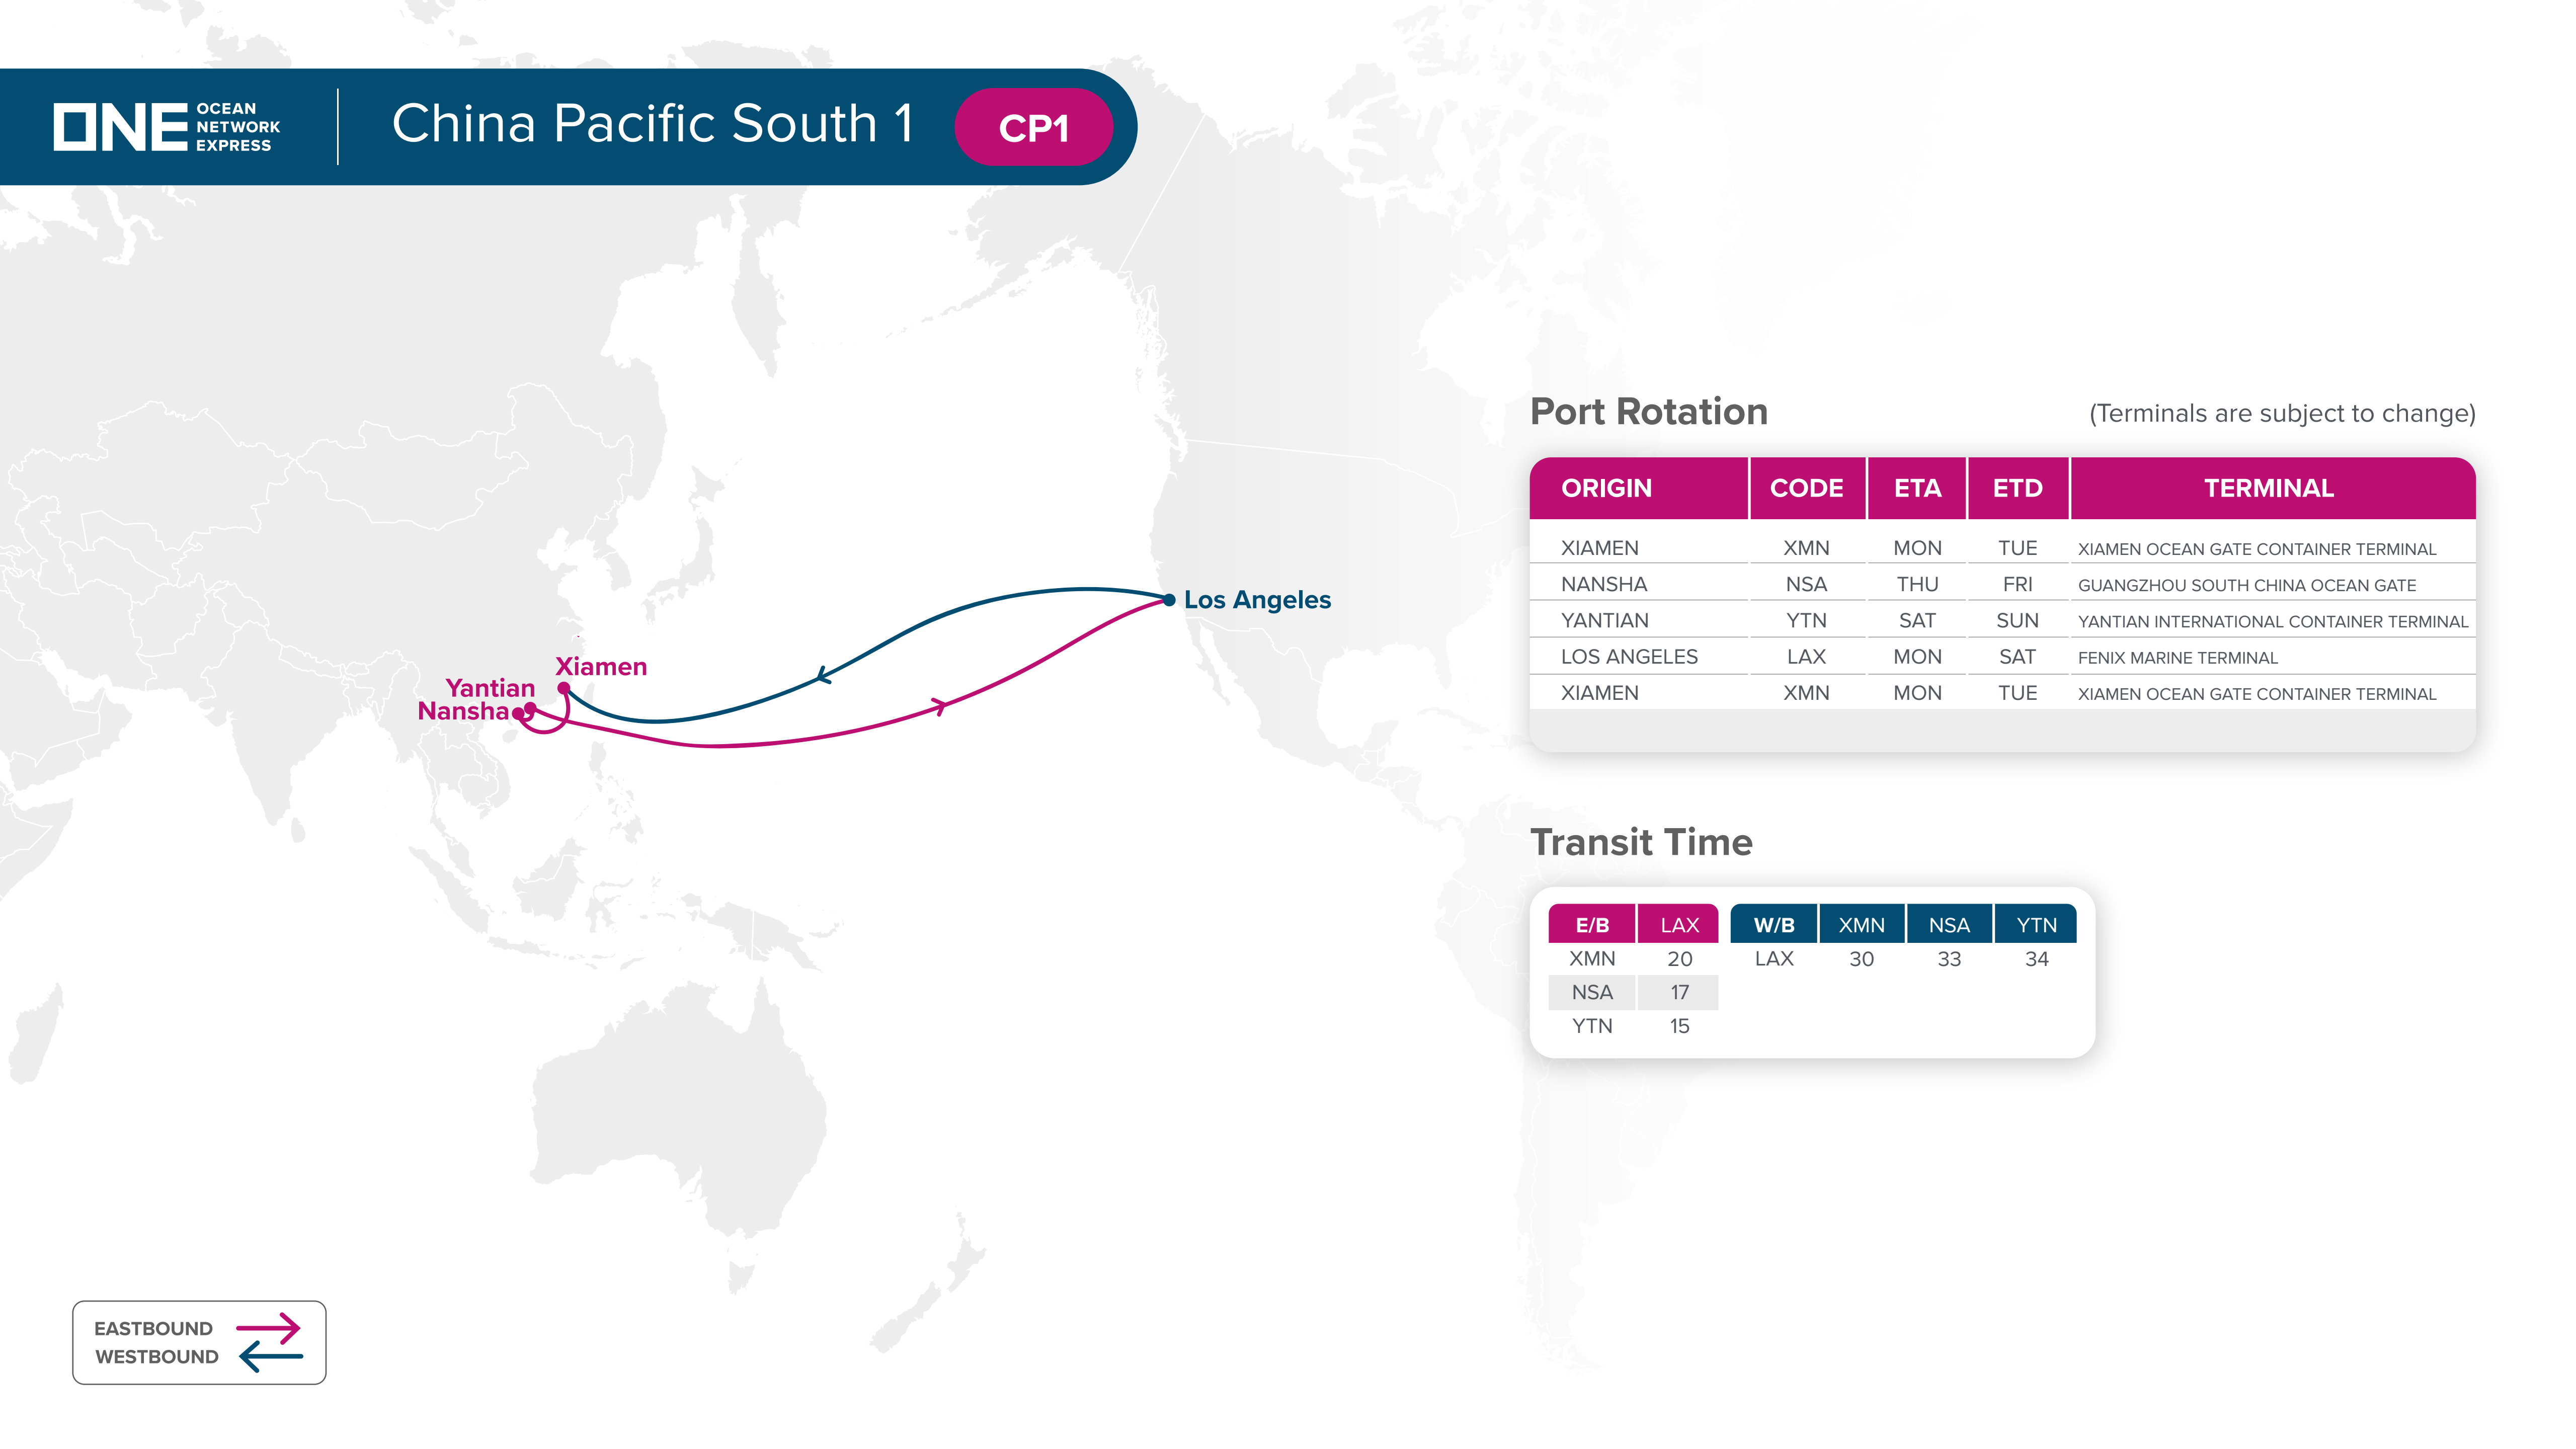 ONE OCEAN NETWORK EXPRESS
China Pacific South 1 CP1
Los Angeles
Xiamen
Yantian
Nansha
Port Rotation (Terminals are subject to change)
ORIGIN CODE ETA ETD TERMINAL
XIAMEN XMN MON TUE XIAMEN OCEAN GATE CONTAINER TERMINAL
NANSHA NSA THU FRI GUANGZHOU SOUTH CHINA OCEAN GATE
YANTIAN YTN SAT SUN YANTIAN INTERNATIONAL CONTAINER TERMINAL
LOS ANGELES LAX MON SAT FENIX MARINE TERMINAL
XIAMEN XMN MON TUE XIAMEN OCEAN GATE CONTAINER TERMINAL
Transit Time
E/B LAX W/B XMN NSA YTN
XMN 20 LAX 30 33 34
NSA 17
YTN 15
EASTBOUND
WESTBOUND